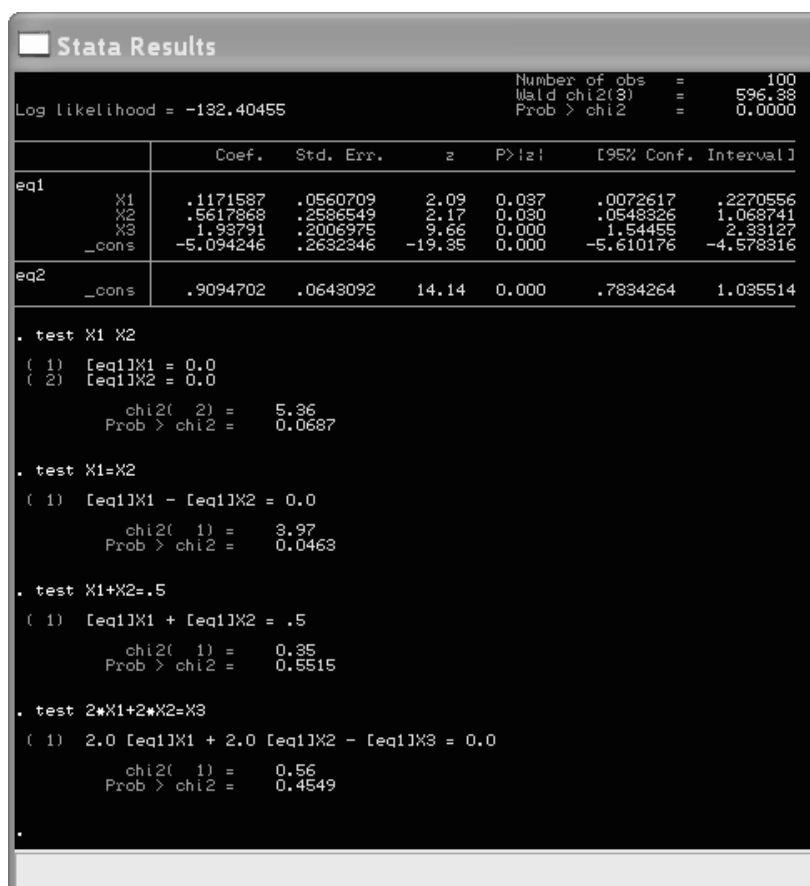 Stata Results
Number of obs = 100
Wald chi2(3) = 596.38
Log likelihood = -132.40455 Prob > chi2 = 0.0000
Coef. Std. Err. z P>|z| [95% Conf. Interval]
eq1
X1 .1171587 .0560709 2.09 0.037 .0072617 .2270556
X2 .5617868 .2586549 2.17 0.030 .0548326 1.068741
X3 1.93791 .2006975 9.66 0.000 1.54455 2.33127
_cons -5.094246 .2632346 -19.35 0.000 -5.610176 -4.578316
eq2
_cons .9094702 .0643092 14.14 0.000 .7834264 1.035514
. test X1 X2
( 1) [eq1]X1 = 0.0
( 2) [eq1]X2 = 0.0
chi2( 2) = 5.36
Prob > chi2 = 0.0687
. test X1=X2
( 1) [eq1]X1 - [eq1]X2 = 0.0
chi2( 1) = 3.97
Prob > chi2 = 0.0463
. test X1+X2=.5
( 1) [eq1]X1 + [eq1]X2 = .5
chi2( 1) = 0.35
Prob > chi2 = 0.5515
. test 2*X1+2*X2=X3
( 1) 2.0 [eq1]X1 + 2.0 [eq1]X2 - [eq1]X3 = 0.0
chi2( 1) = 0.56
Prob > chi2 = 0.4549
.